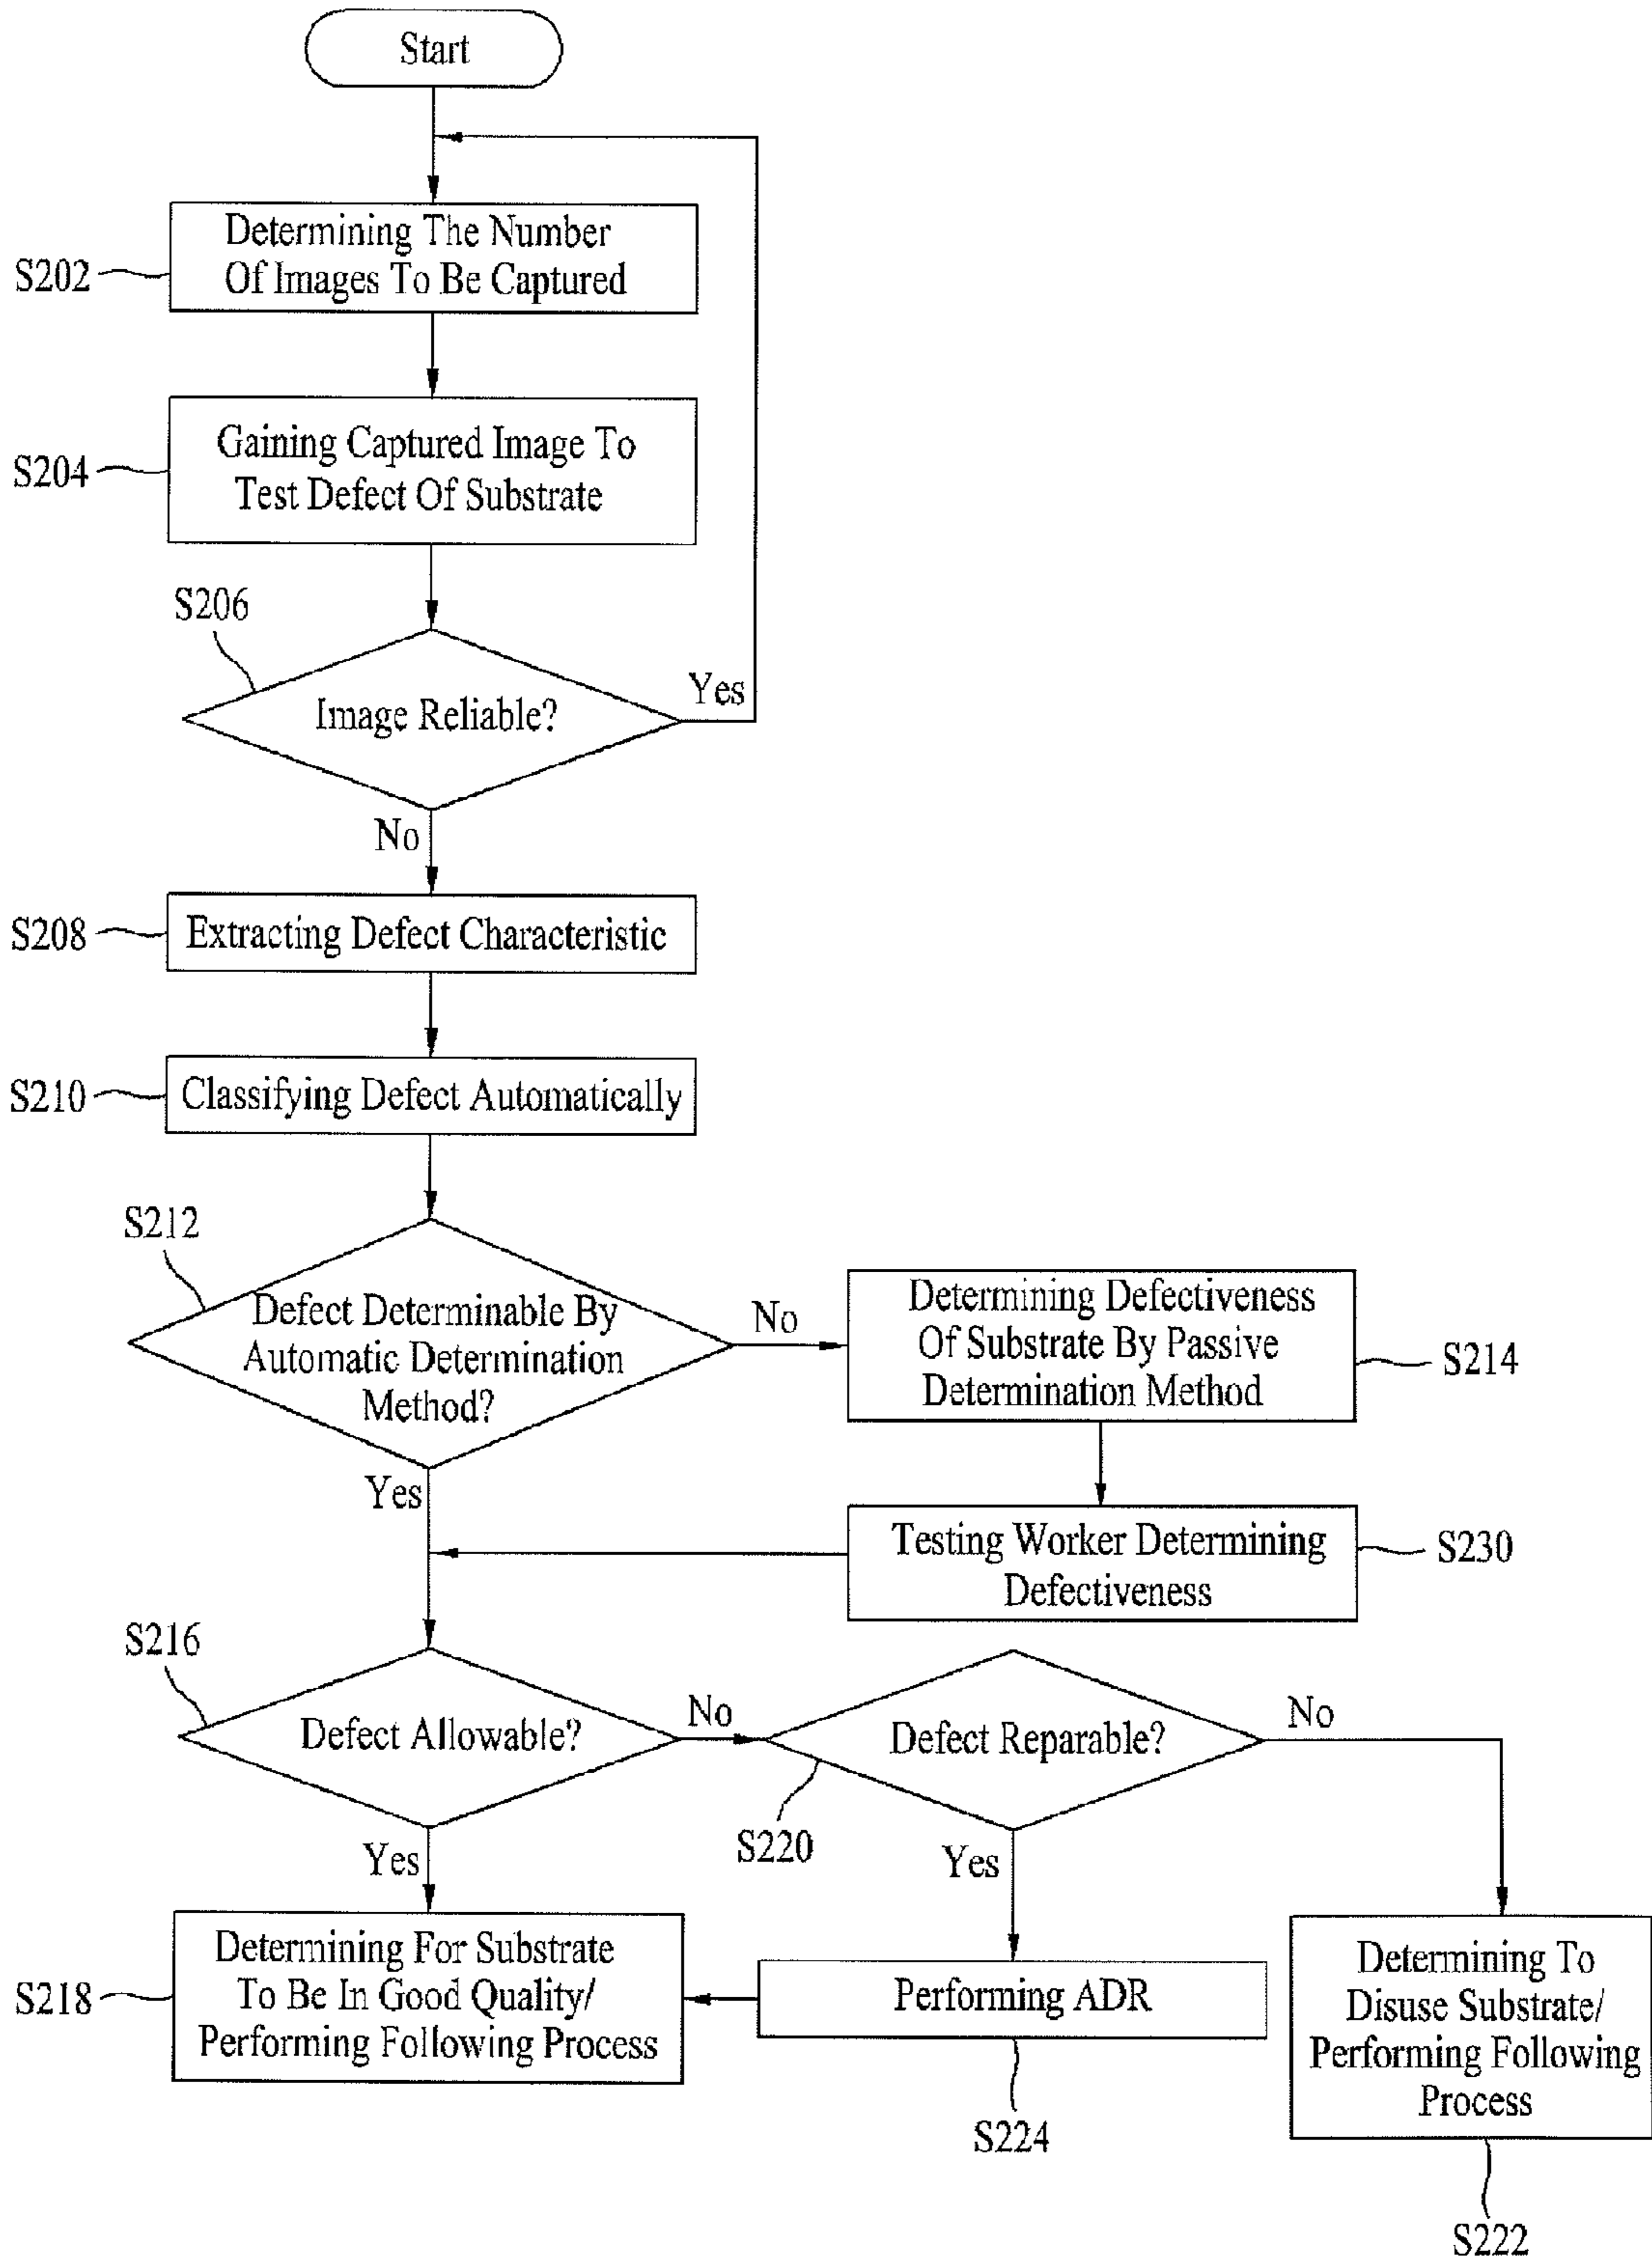 Start
Determining The Number
Of Images To Be Captured
S202
Gaining Captured Image To
Test Defect Of Substrate
S204
S206
Image Reliable?
Yes
No
S208
Extracting Defect Characteristic
S210
Classifying Defect Automatically
S212
Defect Determinable By
Automatic Determination
Method?
No
Determining Defectiveness
Of Substrate By Passive
Determination Method
S214
Yes
Testing Worker Determining
Defectiveness
S230
S216
Defect Allowable?
No
Defect Reparable?
No
S220
Yes
Yes
Determining For Substrate
To Be In Good Quality/
Performing Following Process
S218
Performing ADR
S224
Determining To
Disuse Substrate/
Performing Following
Process
S222